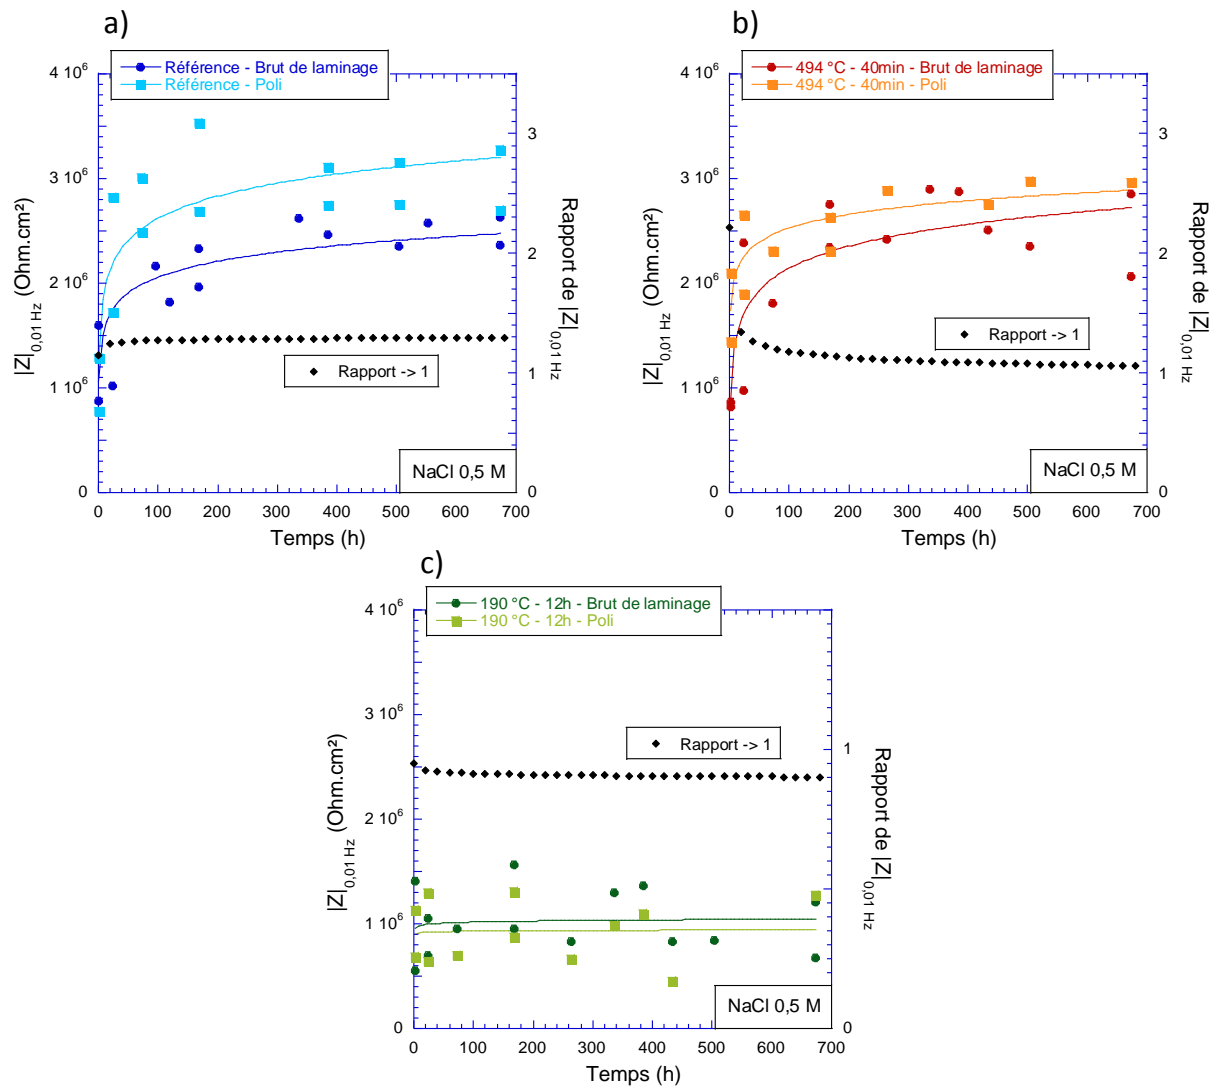 a)
Référence - Brut de laminage
Référence - Poli
4 10⁶
3 10⁶
2 10⁶
1 10⁶
0
|Z|0,01 Hz (Ohm.cm²)
3
2
1
0
Rapport de |Z|0,01 Hz
Rapport -> 1
NaCl 0,5 M
0 100 200 300 400 500 600 700
Temps (h)
b)
494 °C - 40min - Brut de laminage
494 °C - 40min - Poli
4 10⁶
3 10⁶
2 10⁶
1 10⁶
0
|Z|0,01 Hz (Ohm.cm²)
3
2
1
0
Rapport de |Z|0,01 Hz
Rapport -> 1
NaCl 0,5 M
0 100 200 300 400 500 600 700
Temps (h)
c)
190 °C - 12h - Brut de laminage
190 °C - 12h - Poli
4 10⁶
3 10⁶
2 10⁶
1 10⁶
0
|Z|0,01 Hz (Ohm.cm²)
1
0
Rapport de |Z|0,01 Hz
Rapport -> 1
NaCl 0,5 M
0 100 200 300 400 500 600 700
Temps (h)